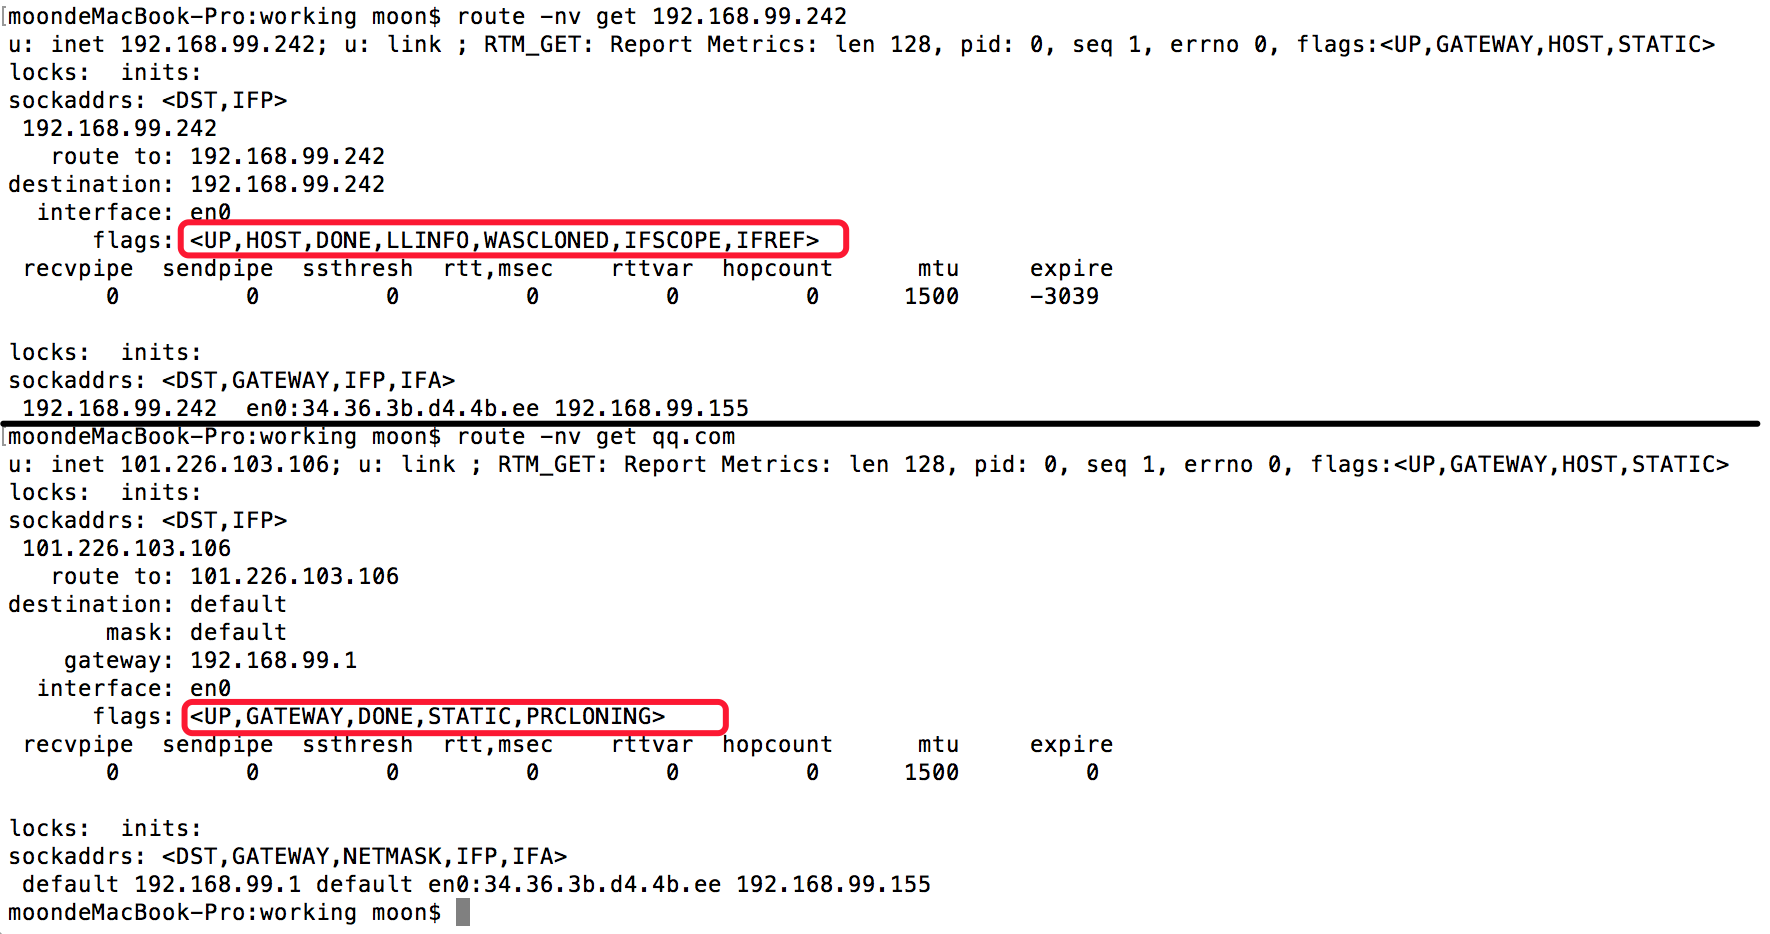 [moondeMacBook-Pro:working moon$ route -nv get 192.168.99.242
u: inet 192.168.99.242; u: link ; RTM_GET: Report Metrics: len 128, pid: 0, seq 1, errno 0, flags:<UP,GATEWAY,HOST,STATIC>
locks:  inits:
sockaddrs: <DST,IFP>
 192.168.99.242
   route to: 192.168.99.242
destination: 192.168.99.242
  interface: en0
      flags: <UP,HOST,DONE,LLINFO,WASCLONED,IFSCOPE,IFREF>
 recvpipe  sendpipe  ssthresh  rtt,msec    rttvar  hopcount      mtu     expire
       0         0         0         0         0         0      1500     -3039
locks:  inits:
sockaddrs: <DST,GATEWAY,IFP,IFA>
 192.168.99.242  en0:34.36.3b.d4.4b.ee 192.168.99.155
[moondeMacBook-Pro:working moon$ route -nv get qq.com
u: inet 101.226.103.106; u: link ; RTM_GET: Report Metrics: len 128, pid: 0, seq 1, errno 0, flags:<UP,GATEWAY,HOST,STATIC>
locks:  inits:
sockaddrs: <DST,IFP>
 101.226.103.106
   route to: 101.226.103.106
destination: default
       mask: default
    gateway: 192.168.99.1
  interface: en0
      flags: <UP,GATEWAY,DONE,STATIC,PRCLONING>
 recvpipe  sendpipe  ssthresh  rtt,msec    rttvar  hopcount      mtu     expire
       0         0         0         0         0         0      1500         0
locks:  inits:
sockaddrs: <DST,GATEWAY,NETMASK,IFP,IFA>
 default 192.168.99.1 default en0:34.36.3b.d4.4b.ee 192.168.99.155
moondeMacBook-Pro:working moon$